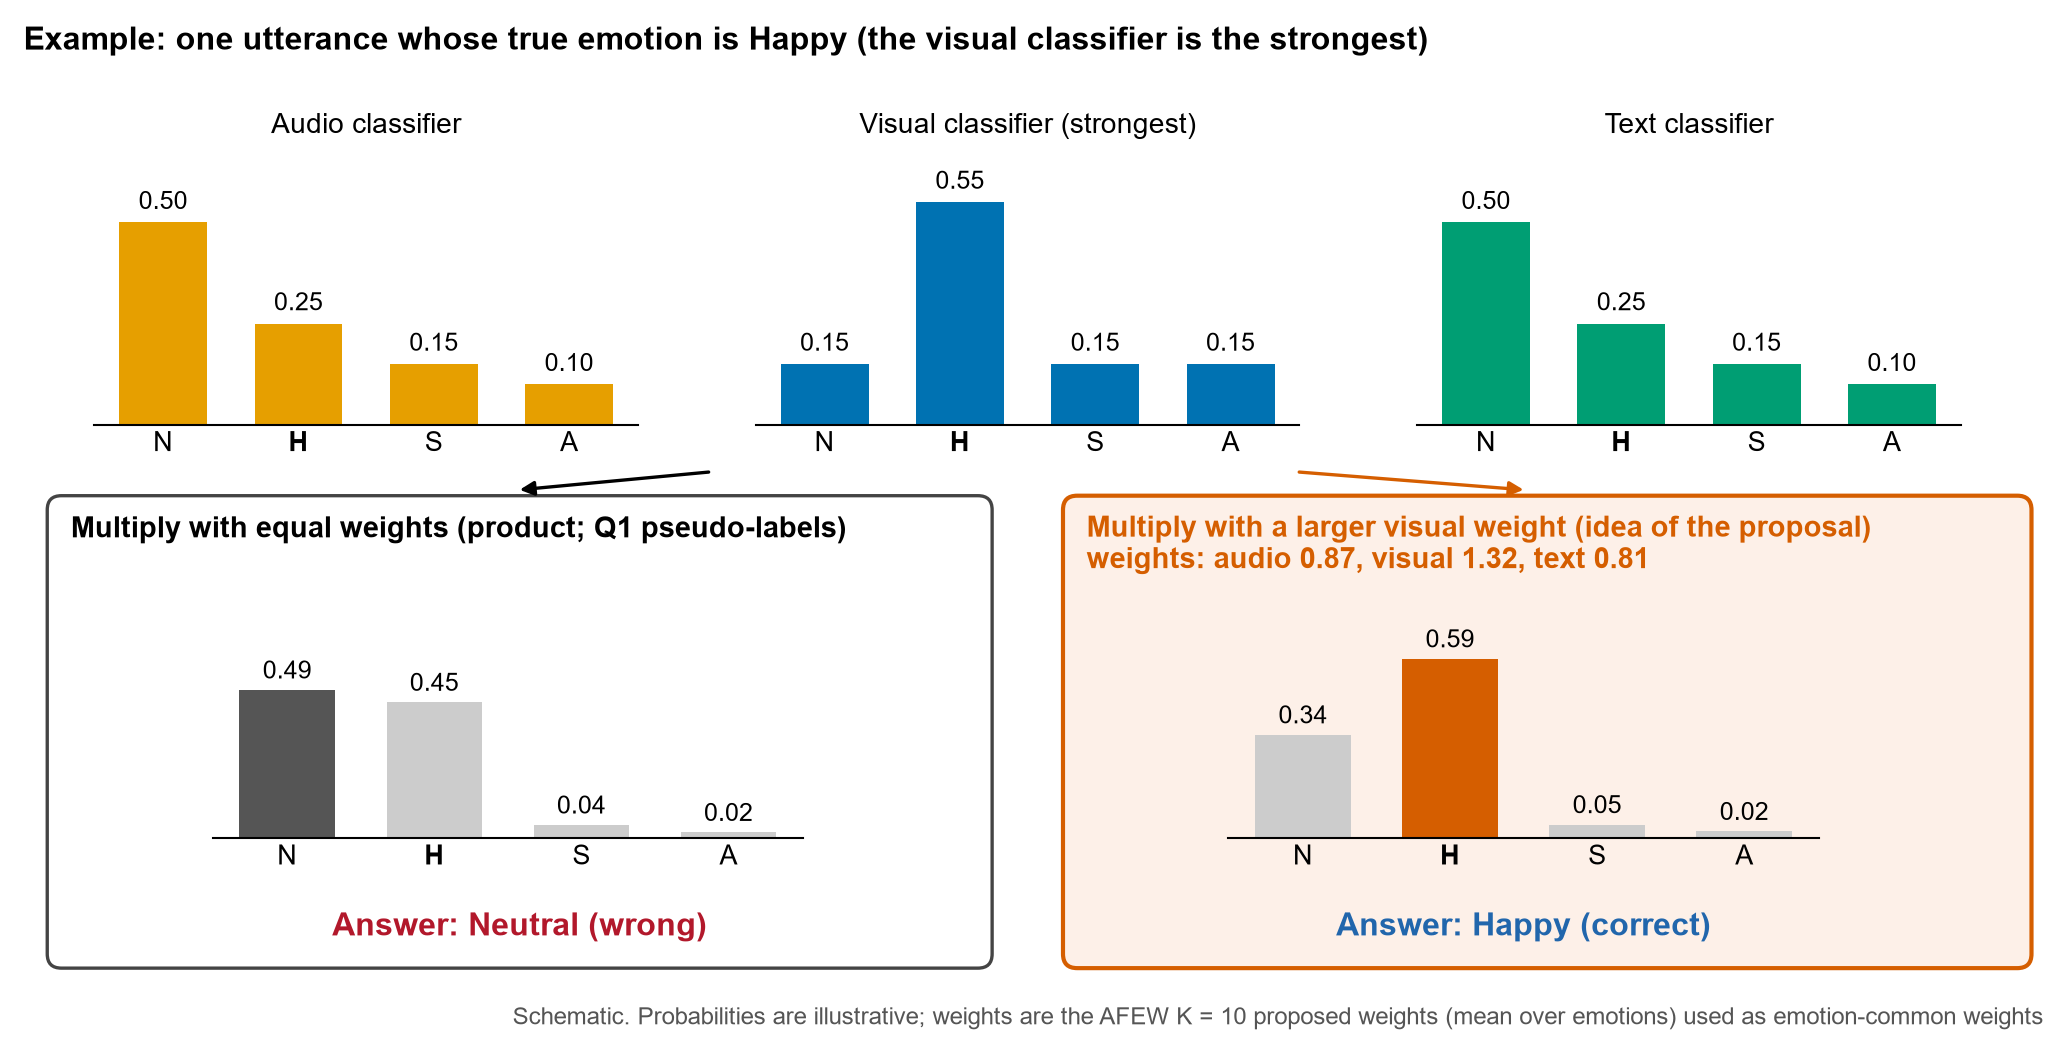 Example: one utterance whose true emotion is Happy (the visual classifier is the strongest)
Audio classifier
0.50
0.25
0.15
0.10
N H S A
Visual classifier (strongest)
0.15
0.55
0.15
0.15
N H S A
Text classifier
0.50
0.25
0.15
0.10
N H S A
Multiply with equal weights (product; Q1 pseudo-labels)
0.49
0.45
0.04
0.02
N H S A
Answer: Neutral (wrong)
Multiply with a larger visual weight (idea of the proposal)
weights: audio 0.87, visual 1.32, text 0.81
0.34
0.59
0.05
0.02
N H S A
Answer: Happy (correct)
Schematic. Probabilities are illustrative; weights are the AFEW K = 10 proposed weights (mean over emotions) used as emotion-common weights